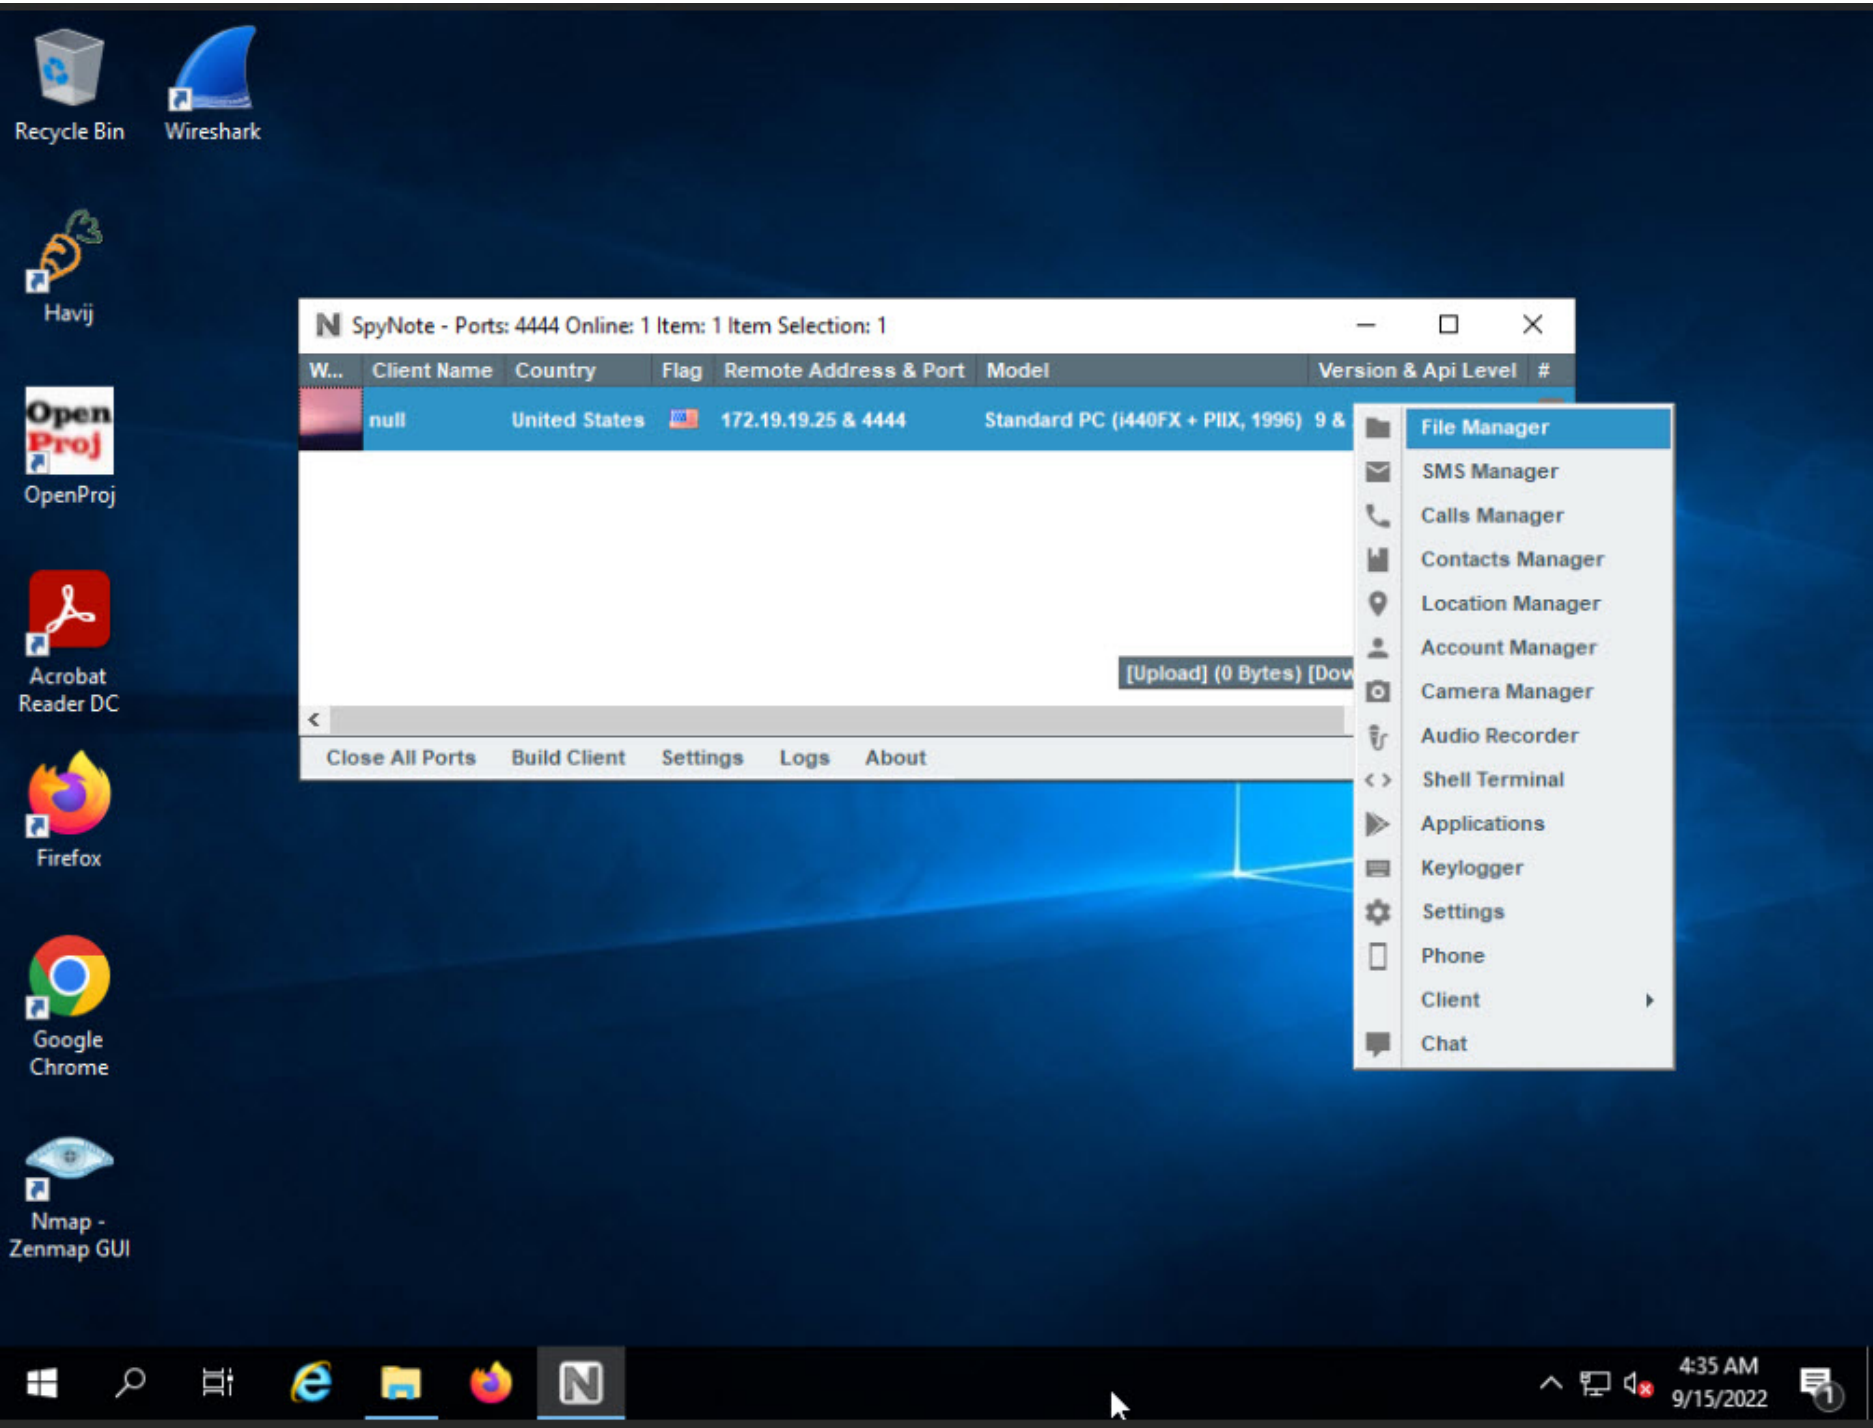 Recycle Bin
Wireshark
Havij
Open
Proj
OpenProj
Acrobat
Reader DC
Firefox
Google
Chrome
Nmap -
Zenmap GUI
SpyNote - Ports: 4444 Online: 1 Item: 1 Item Selection: 1
W... Client Name Country Flag Remote Address & Port Model Version & Api Level #
null United States 172.19.19.25 & 4444 Standard PC (i440FX + PIIX, 1996) 9 &
[Upload] (0 Bytes) [Dow
Close All Ports Build Client Settings Logs About
File Manager
SMS Manager
Calls Manager
Contacts Manager
Location Manager
Account Manager
Camera Manager
Audio Recorder
Shell Terminal
Applications
Keylogger
Settings
Phone
Client
Chat
4:35 AM
9/15/2022
1